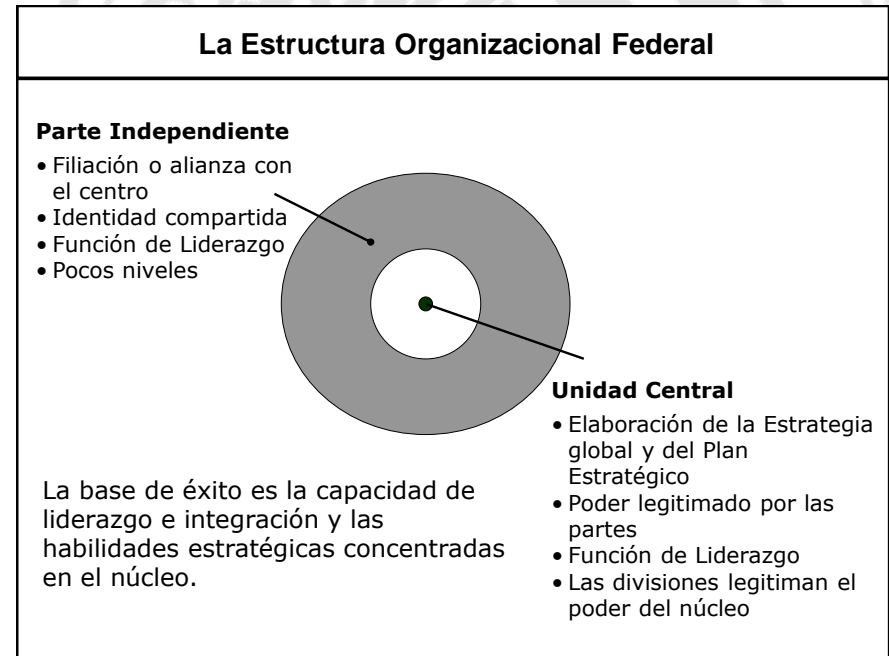 La Estructura Organizacional Federal
Parte Independiente
• Filiación o alianza con
el centro
• Identidad compartida
• Función de Liderazgo
• Pocos niveles
Unidad Central
• Elaboración de la Estrategia
global y del Plan
Estratégico
• Poder legitimado por las
partes
• Función de Liderazgo
• Las divisiones legitiman el
poder del núcleo
La base de éxito es la capacidad de
liderazgo e integración y las
habilidades estratégicas concentradas
en el núcleo.